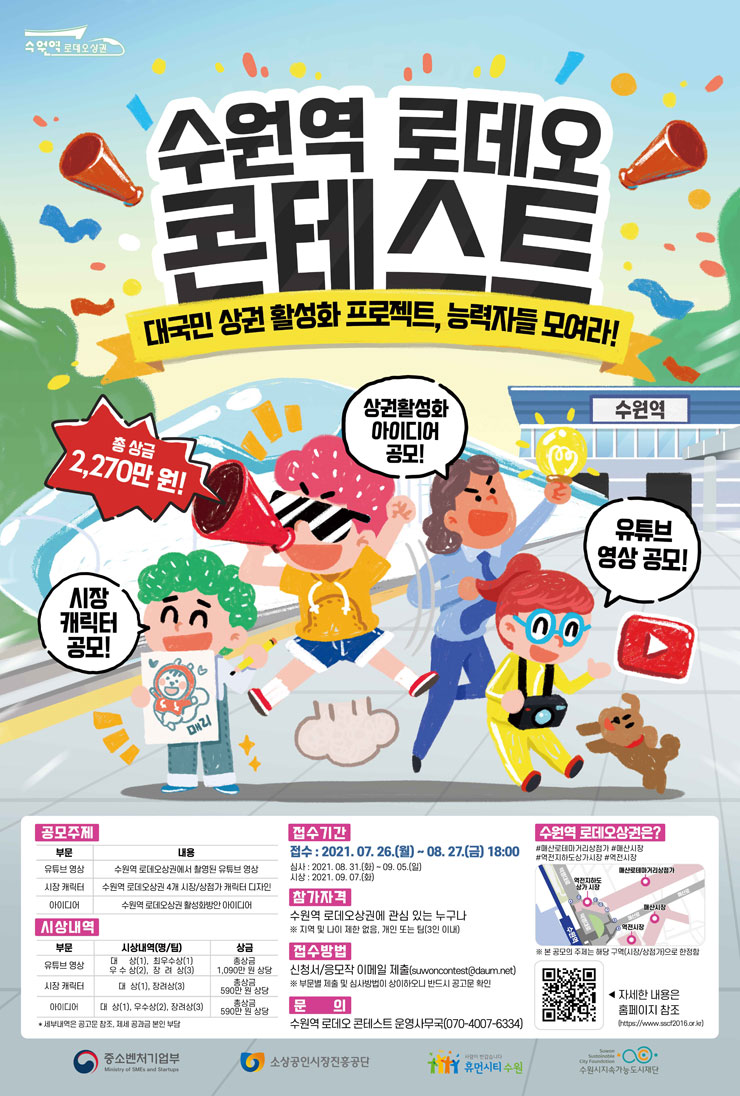 수원역 로데오상권
수원역 로데오
콘테스트
대국민 상권 활성화 프로젝트, 능력자들 모여라!
수원역
총 상금
2,270만 원!
상권활성화
아이디어
공모!
유튜브
영상 공모!
시장
캐릭터
공모!
매리
공모주제
부문 내용
유튜브 영상 수원역 로데오상권에서 촬영된 유튜브 영상
시장 캐릭터 수원역 로데오상권 4개 시장/상점가 캐릭터 디자인
아이디어 수원역 로데오상권 활성화방안 아이디어
시상내역
부문 시상내역(명/팀) 상금
유튜브 영상 대 상(1), 최우수상(1) 우수상(2), 장 려 상(3) 총상금 1,090만 원 상당
시장 캐릭터 대 상(1), 장려상(3) 총상금 590만 원 상당
아이디어 대 상(1), 우수상(2), 장려상(3) 총상금 590만 원 상당
* 세부내역은 공고문 참조, 제세 공과금 본인 부담
접수기간
접수 : 2021. 07. 26.(월) ~ 08. 27.(금) 18:00
심사 : 2021. 08. 31.(화) ~ 09. 05.(일)
시상 : 2021. 09. 07.(화)
참가자격
수원역 로데오상권에 관심 있는 누구나
※ 지역 및 나이 제한 없음, 개인 또는 팀(3인 이내)
접수방법
신청서/응모작 이메일 제출(suwoncontest@daum.net)
※ 부문별 제출 및 심사방법이 상이하오니 반드시 공고문 확인
문 의
수원역 로데오 콘테스트 운영사무국(070-4007-6334)
수원역 로데오상권은?
#매산로테마거리상점가 #매산시장
#역전지하도상가시장 #역전시장
매산로테마거리상점가
역전지하도
상가 시장
매산시장
역전시장
수원역
※ 본 공모의 주제는 해당 구역(시장/상점가)으로 한정함
◀ 자세한 내용은
홈페이지 참조
(https://www.sscf2016.or.kr)
중소벤처기업부
Ministry of SMEs and Startups
소상공인시장진흥공단
사람이 반갑습니다
휴먼시티 수원
Suwon
Sustainable
City Foundation
수원시지속가능도시재단